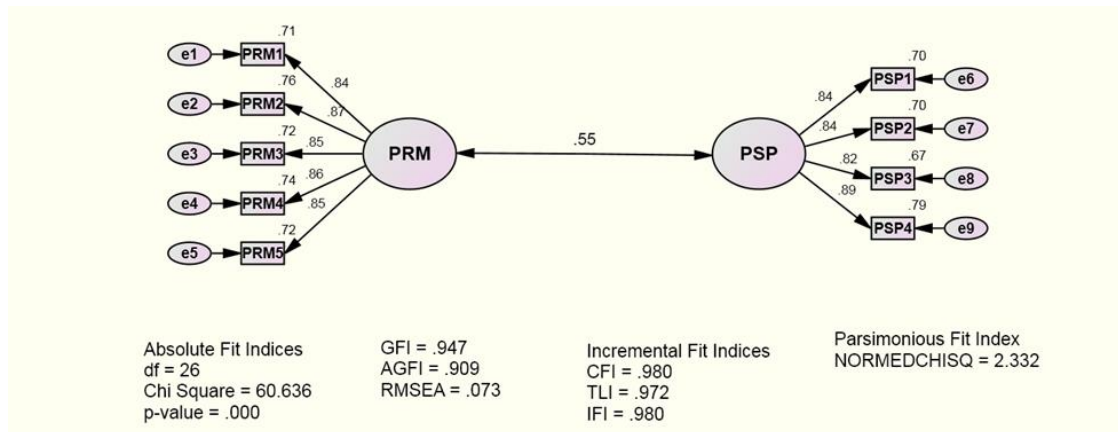 .71
e1 PRM1
.84
.76
e2 PRM2
.87
.72
e3 PRM3
.85
.74
e4 PRM4
.86
.72
e5 PRM5
.85
PRM
.55
PSP
.70
PSP1 e6
.84
.70
PSP2 e7
.84
.67
PSP3 e8
.82
.79
PSP4 e9
.89
Absolute Fit Indices
df = 26
Chi Square = 60.636
p-value = .000
GFI = .947
AGFI = .909
RMSEA = .073
Incremental Fit Indices
CFI = .980
TLI = .972
IFI = .980
Parsimonious Fit Index
NORMEDCHISQ = 2.332